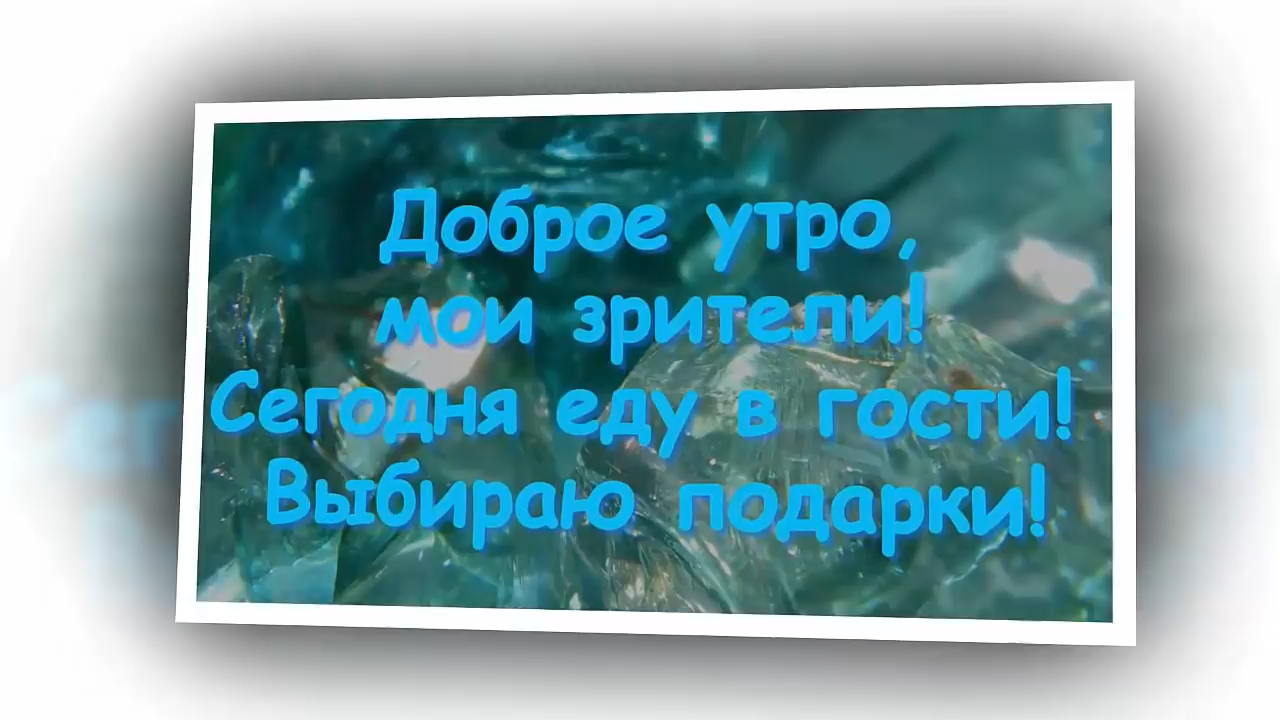 Доброе утро,
мои зрители!
Сегодня еду в гости!
Выбираю подарки!